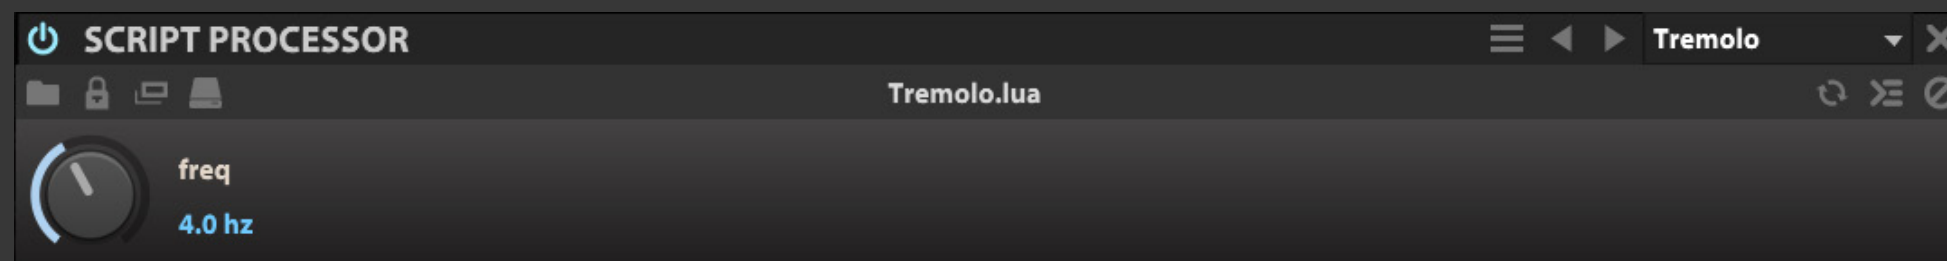 SCRIPT PROCESSOR
Tremolo
Tremolo.lua
freq
4.0 hz